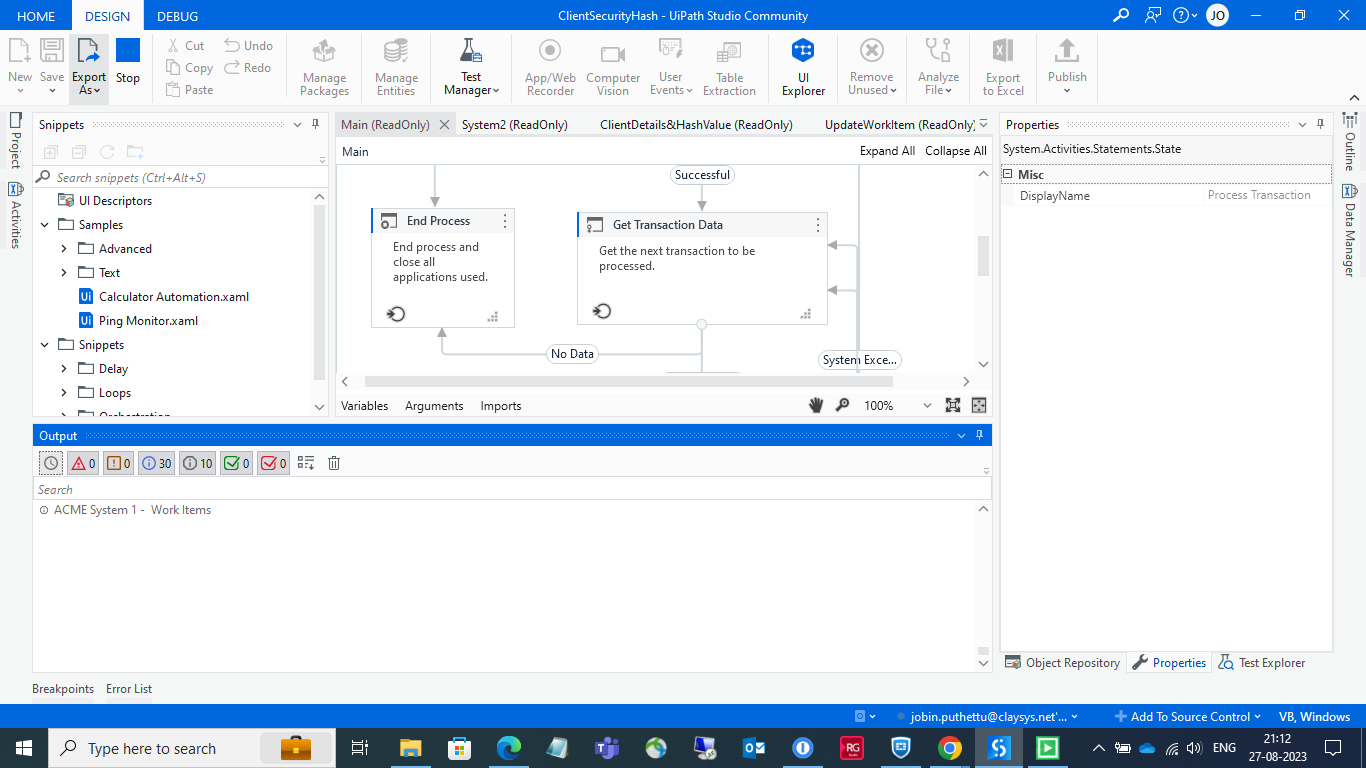 HOME DESIGN DEBUG ClientSecurityHash - UiPath Studio Community JO
New Save Export As Stop
Cut Undo
Copy Redo
Paste
Manage Packages
Manage Entities
Test Manager
App/Web Recorder
Computer Vision
User Events
Table Extraction
UI Explorer
Remove Unused
Analyze File
Export to Excel
Publish
Project
Activities
Snippets
Search snippets (Ctrl+Alt+S)
UI Descriptors
Samples
Advanced
Text
Ui Calculator Automation.xaml
Ui Ping Monitor.xaml
Snippets
Delay
Loops
Orchestration
Main (ReadOnly) System2 (ReadOnly) ClientDetails&HashValue (ReadOnly) UpdateWorkItem (ReadOnly)
Main Expand All Collapse All
Successful
End Process
End process and
close all
applications used.
Get Transaction Data
Get the next transaction to be
processed.
No Data
System Exce...
Variables Arguments Imports 100%
Properties
System.Activities.Statements.State
Misc
DisplayName Process Transaction
Outline
Data Manager
Output
0 0 30 10 0 0
Search
ACME System 1 - Work Items
Object Repository Properties Test Explorer
Breakpoints Error List
jobin.puthettu@claysys.net'... Add To Source Control VB, Windows
Type here to search
RG
ENG
21:12
27-08-2023